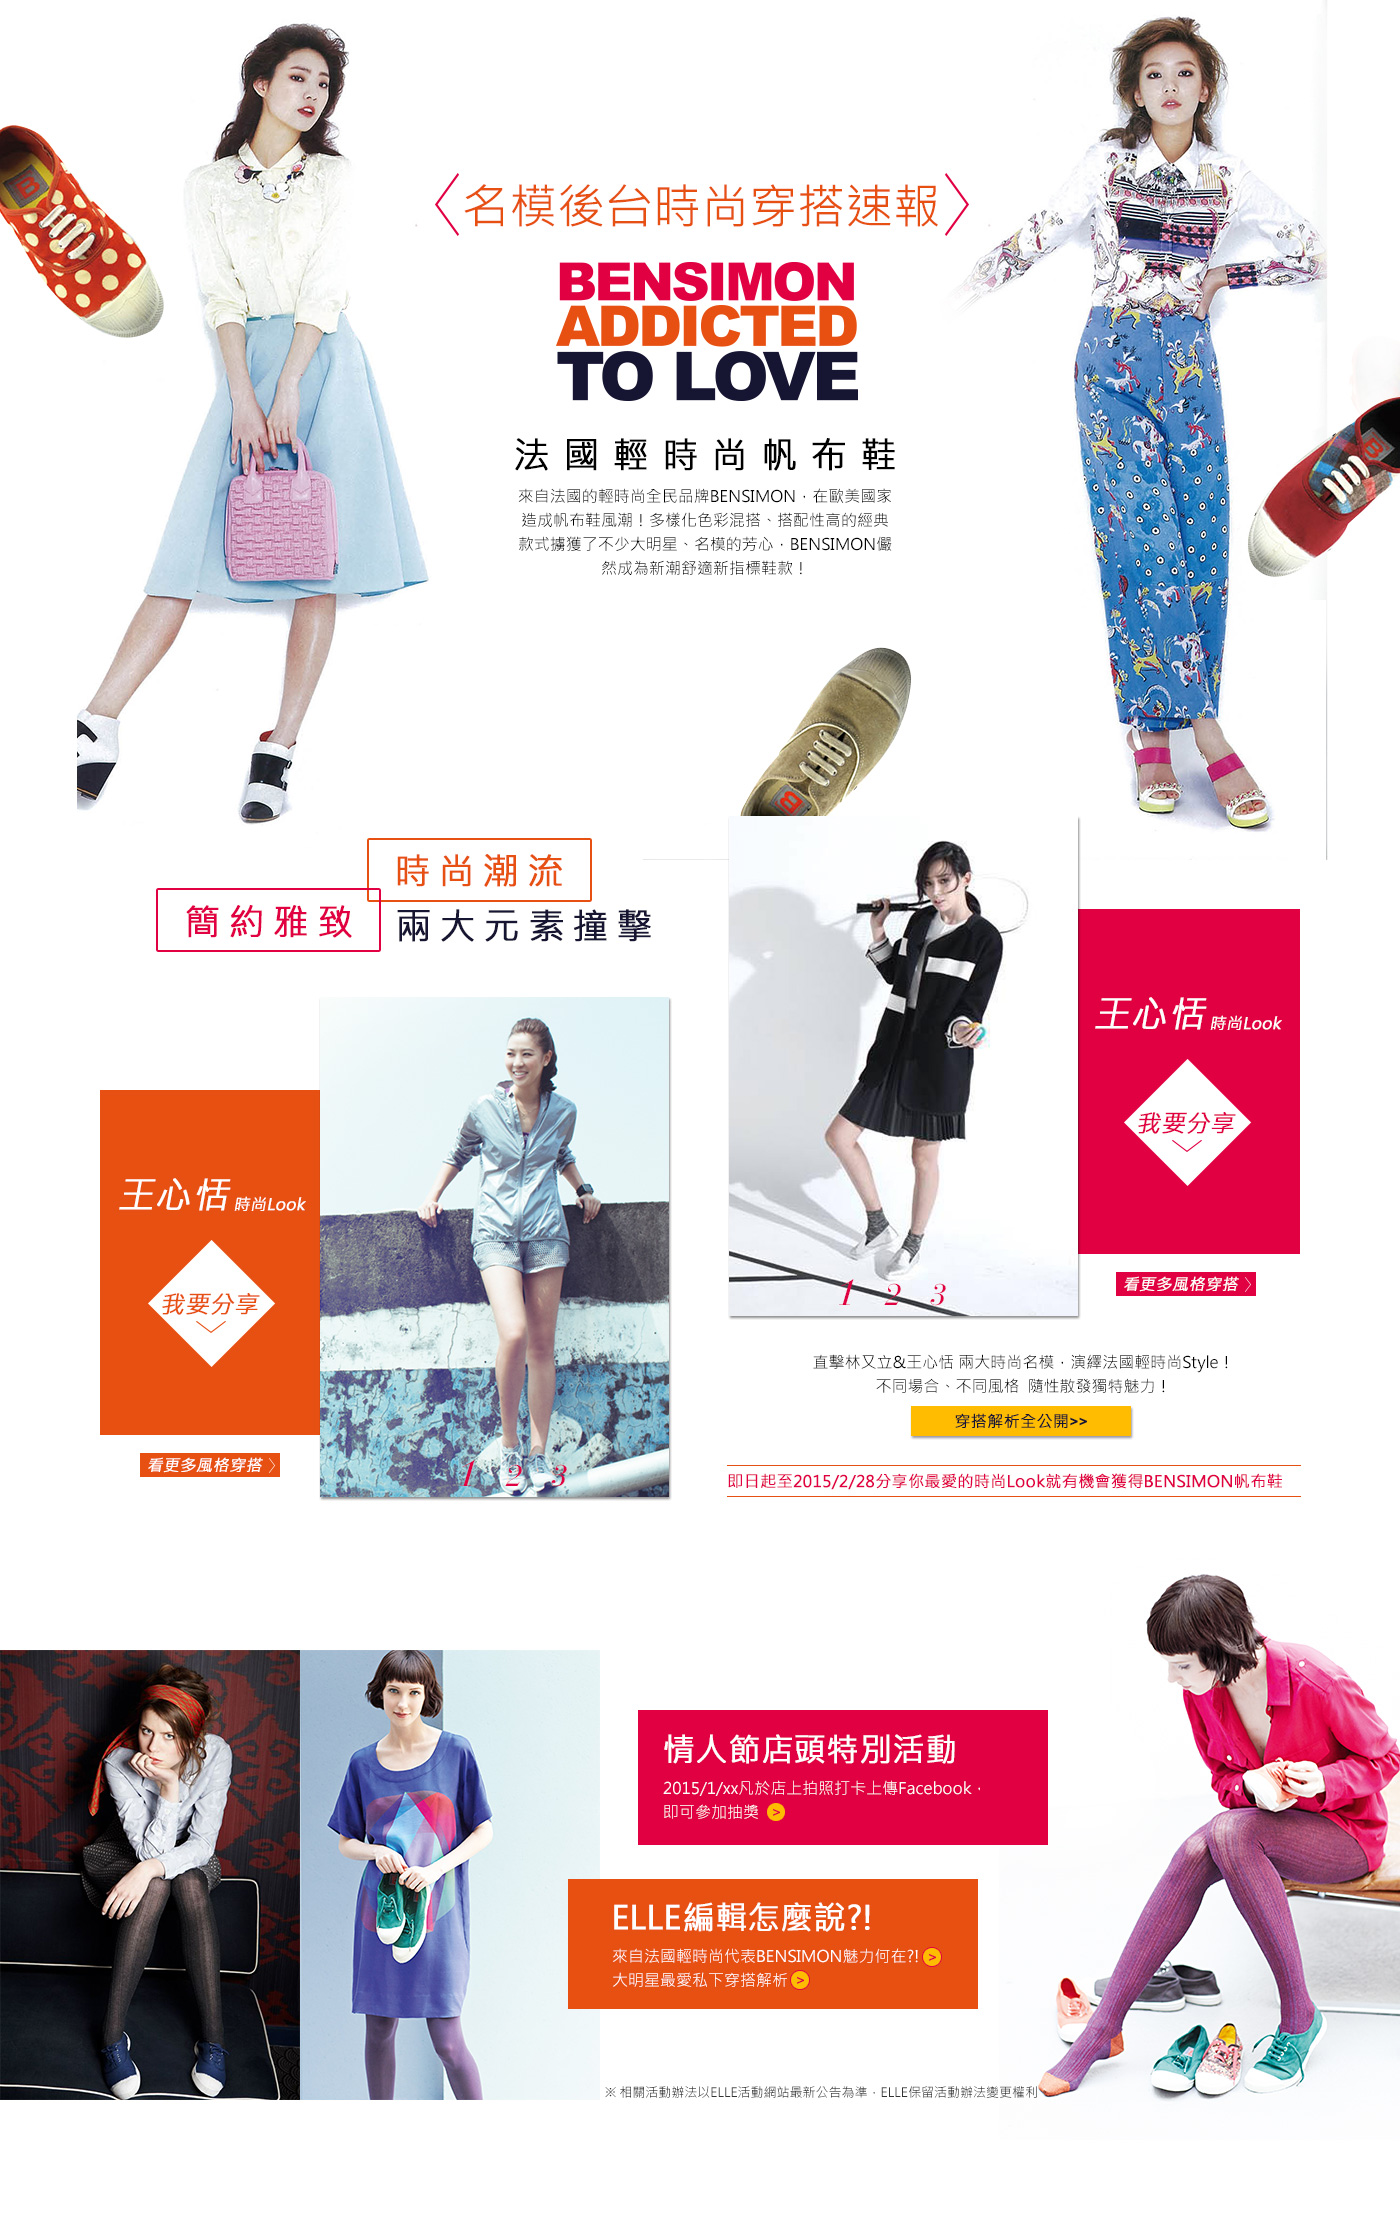 〈名模後台時尚穿搭速報〉
BENSIMON
ADDICTED
TO LOVE
法國輕時尚帆布鞋
來自法國的輕時尚全民品牌BENSIMON，在歐美國家
造成帆布鞋風潮！多樣化色彩混搭、搭配性高的經典
款式擄獲了不少大明星、名模的芳心，BENSIMON儼
然成為新潮舒適新指標鞋款！
時尚潮流
簡約雅致
兩大元素撞擊
王心恬 時尚Look
我要分享
看更多風格穿搭 〉
1 2 3
王心恬 時尚Look
我要分享
看更多風格穿搭 〉
1 2 3
直擊林又立&王心恬 兩大時尚名模，演繹法國輕時尚Style！
不同場合、不同風格 隨性散發獨特魅力！
穿搭解析全公開>>
即日起至2015/2/28分享你最愛的時尚Look就有機會獲得BENSIMON帆布鞋
情人節店頭特別活動
2015/1/xx凡於店上拍照打卡上傳Facebook，
即可參加抽獎 >
ELLE編輯怎麼說?!
來自法國輕時尚代表BENSIMON魅力何在?! >
大明星最愛私下穿搭解析 >
※ 相關活動辦法以ELLE活動網站最新公告為準，ELLE保留活動辦法變更權利。